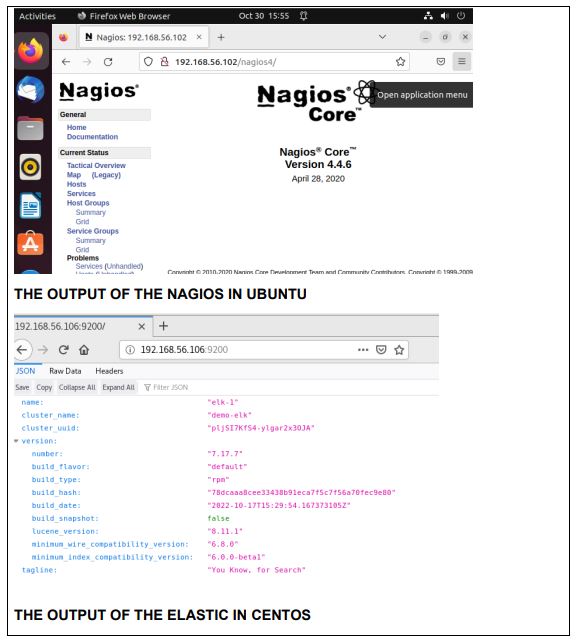 Activities Firefox Web Browser Oct 30 15:55
N Nagios: 192.168.56.102 × +
192.168.56.102/nagios4/
Nagios®
Nagios® Core™
Open application menu
General
Home
Documentation
Current Status
Tactical Overview
Map (Legacy)
Hosts
Services
Host Groups
Summary
Grid
Service Groups
Summary
Grid
Problems
Services (Unhandled)
Nagios® Core™
Version 4.4.6
April 28, 2020
Copyright © 2010-2020 Nagios Core Development Team and Community Contributors. Copyright © 1999-2009
THE OUTPUT OF THE NAGIOS IN UBUNTU
192.168.56.106:9200/ × +
192.168.56.106:9200
JSON Raw Data Headers
Save Copy Collapse All Expand All Filter JSON
name: "elk-1"
cluster_name: "demo-elk"
cluster_uuid: "pljSI7KfS4-ylgar2x3OJA"
version:
number: "7.17.7"
build_flavor: "default"
build_type: "rpm"
build_hash: "78dcaaa8cee33438b91eca7f5c7f56a70fec9e80"
build_date: "2022-10-17T15:29:54.167373105Z"
build_snapshot: false
lucene_version: "8.11.1"
minimum_wire_compatibility_version: "6.8.0"
minimum_index_compatibility_version: "6.0.0-beta1"
tagline: "You Know, for Search"
THE OUTPUT OF THE ELASTIC IN CENTOS